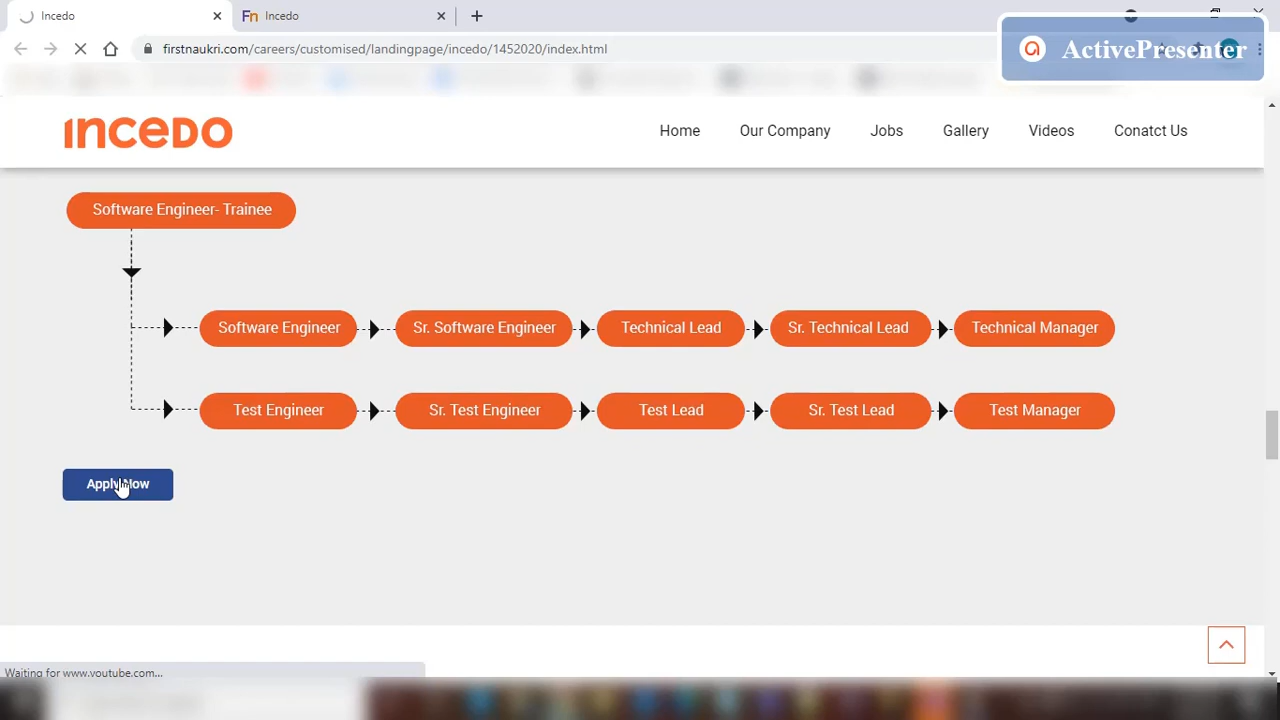 Incedo
Incedo
firstnaukri.com/careers/customised/landingpage/incedo/1452020/index.html
ActivePresenter
INCEDO
Home
Our Company
Jobs
Gallery
Videos
Conatct Us
Software Engineer- Trainee
Software Engineer
Sr. Software Engineer
Technical Lead
Sr. Technical Lead
Technical Manager
Test Engineer
Sr. Test Engineer
Test Lead
Sr. Test Lead
Test Manager
Apply Now
Waiting for www.youtube.com...